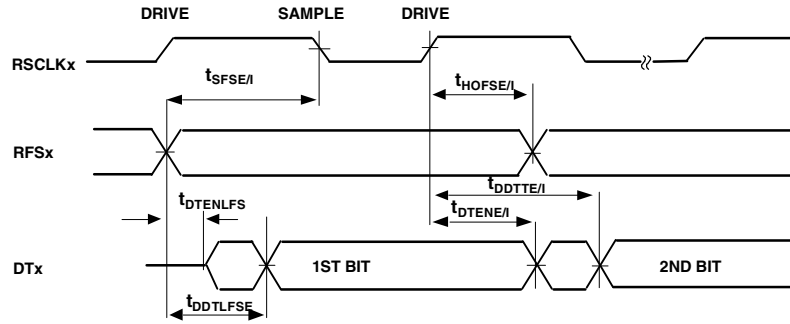 DRIVE SAMPLE DRIVE
RSCLKx
tSFSE/I tHOFSE/I
RFSx
tDDTTE/I
tDTENLFS tDTENE/I
DTx 1ST BIT 2ND BIT
tDDTLFSE